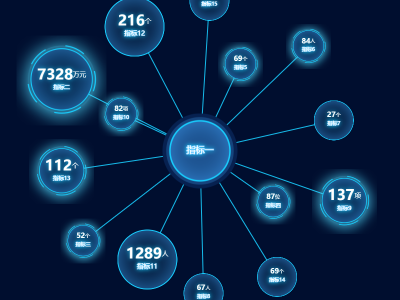 指标15
216个
指标12
84人
指标6
69个
指标5
7328万元
指标二
82幅
指标10
27个
指标7
指标一
112个
指标13
137项
指标9
87位
指标四
52个
指标三
1289人
指标11
69个
指标14
67人
指标8